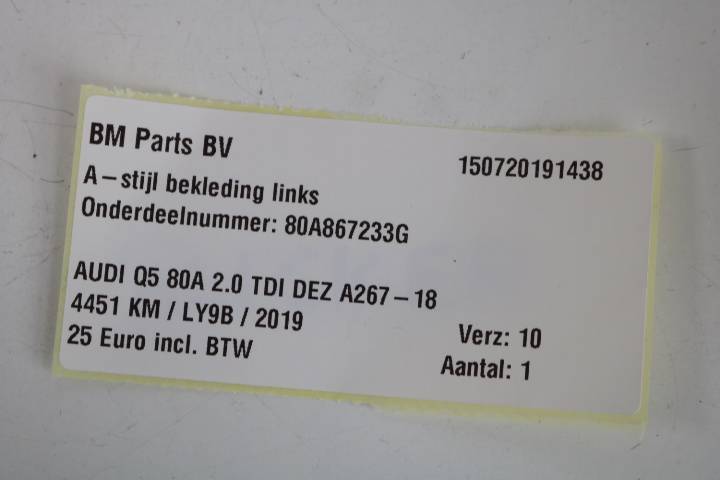 BM Parts BV
150720191438
A-stijl bekleding links
Onderdeelnummer: 80A867233G
AUDI Q5 80A 2.0 TDI DEZ A267-18
4451 KM / LY9B / 2019
Verz: 10
25 Euro incl. BTW
Aantal: 1